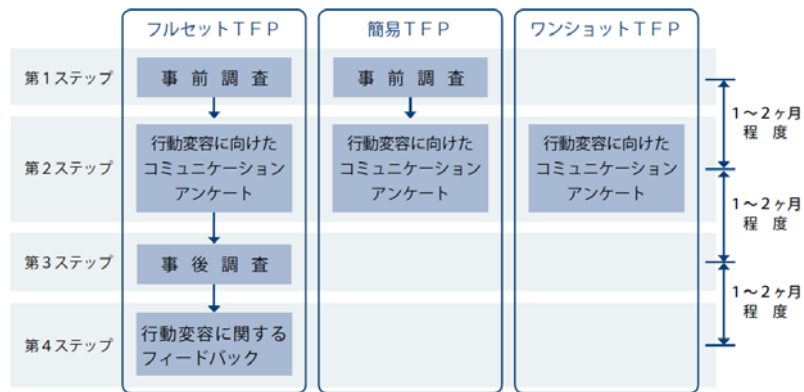 フルセットＴＦＰ
簡易ＴＦＰ
ワンショットＴＦＰ
第１ステップ
事前調査
事前調査
第２ステップ
行動変容に向けた
コミュニケーション
アンケート
行動変容に向けた
コミュニケーション
アンケート
行動変容に向けた
コミュニケーション
アンケート
第３ステップ
事後調査
第４ステップ
行動変容に関する
フィードバック
１～２ヶ月
程度
１～２ヶ月
程度
１～２ヶ月
程度